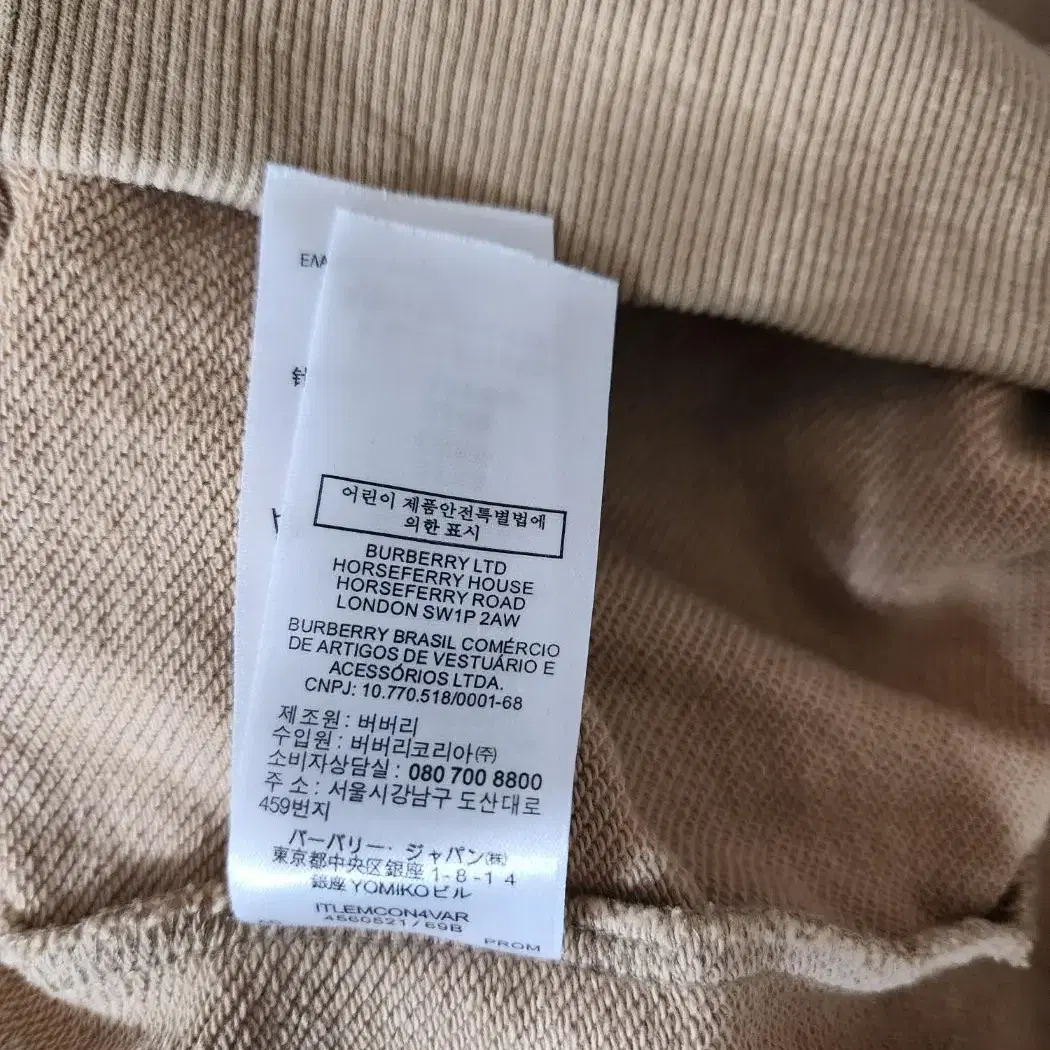 ΕΛΛ
어린이 제품안전특별법에
의한 표시
BURBERRY LTD
HORSEFERRY HOUSE
HORSEFERRY ROAD
LONDON SW1P 2AW
BURBERRY BRASIL COMÉRCIO
DE ARTIGOS DE VESTUÁRIO E
ACESSÓRIOS LTDA.
CNPJ: 10.770.518/0001-68
제조원 : 버버리
수입원 : 버버리코리아㈜
소비자상담실 : 080 700 8800
주 소 : 서울시강남구 도산대로
459번지
バーバリー・ジャパン㈱
東京都中央区銀座 1-8-14
銀座 YOMIKOビル
ITLEMCON4VAR
4560521/69B
PROM